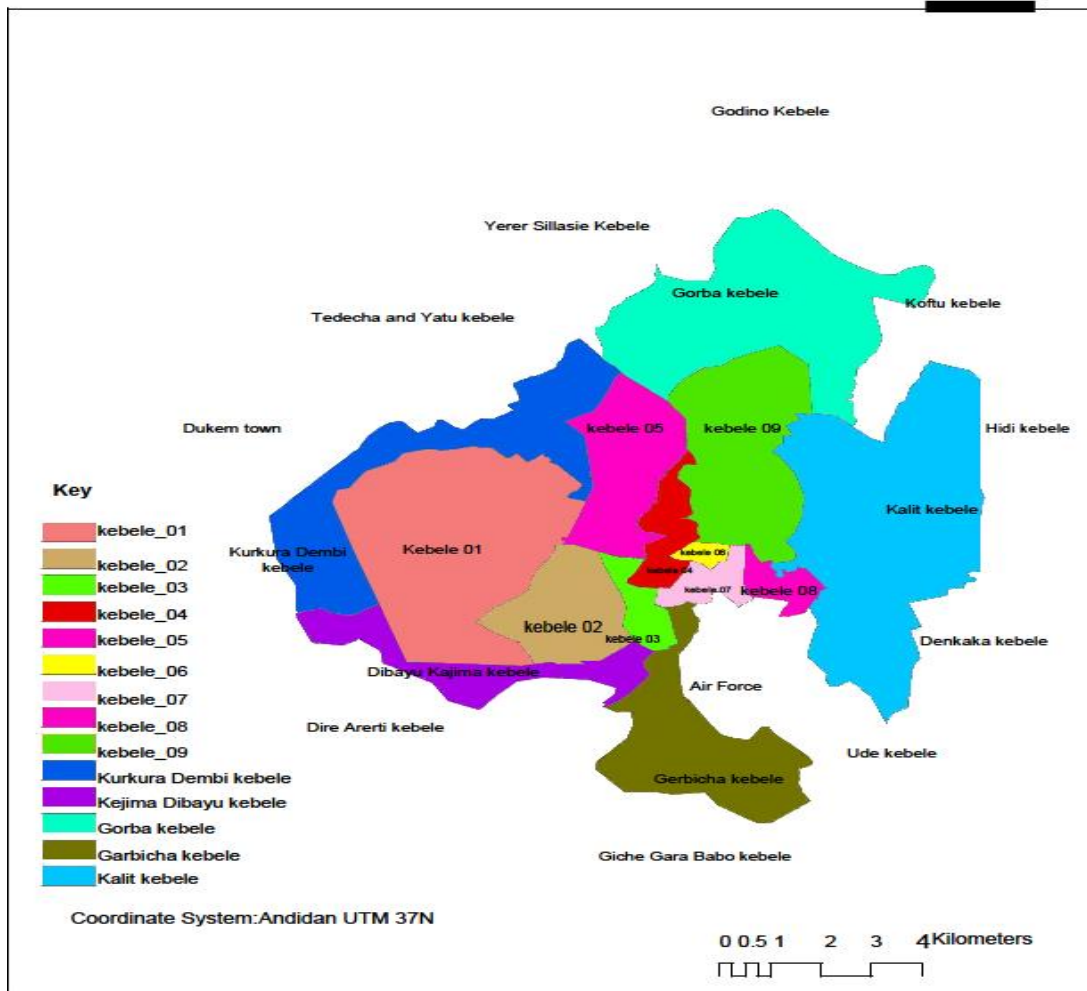 Godino Kebele
Yerer Sillasie Kebele
Gorba kebele
Koftu kebele
Tedecha and Yatu kebele
Dukem town
kebele 05
kebele 09
Hidi kebele
Key
kebele_01
kebele_02
kebele_03
kebele_04
kebele_05
kebele_06
kebele_07
kebele_08
kebele_09
Kurkura Dembi kebele
Kejima Dibayu kebele
Gorba kebele
Garbicha kebele
Kalit kebele
Kalit kebele
Kebele 01
Kurkura Dembi
kebele
kebele 06
kebele 04
kebele.07
kebele 08
kebele 02
kebele 03
Denkaka kebele
Dibayu Kajima kebele
Air Force
Dire Arerti kebele
Ude kebele
Gerbicha kebele
Giche Gara Babo kebele
Coordinate System:Andidan UTM 37N
0 0.5 1 2 3 4 Kilometers